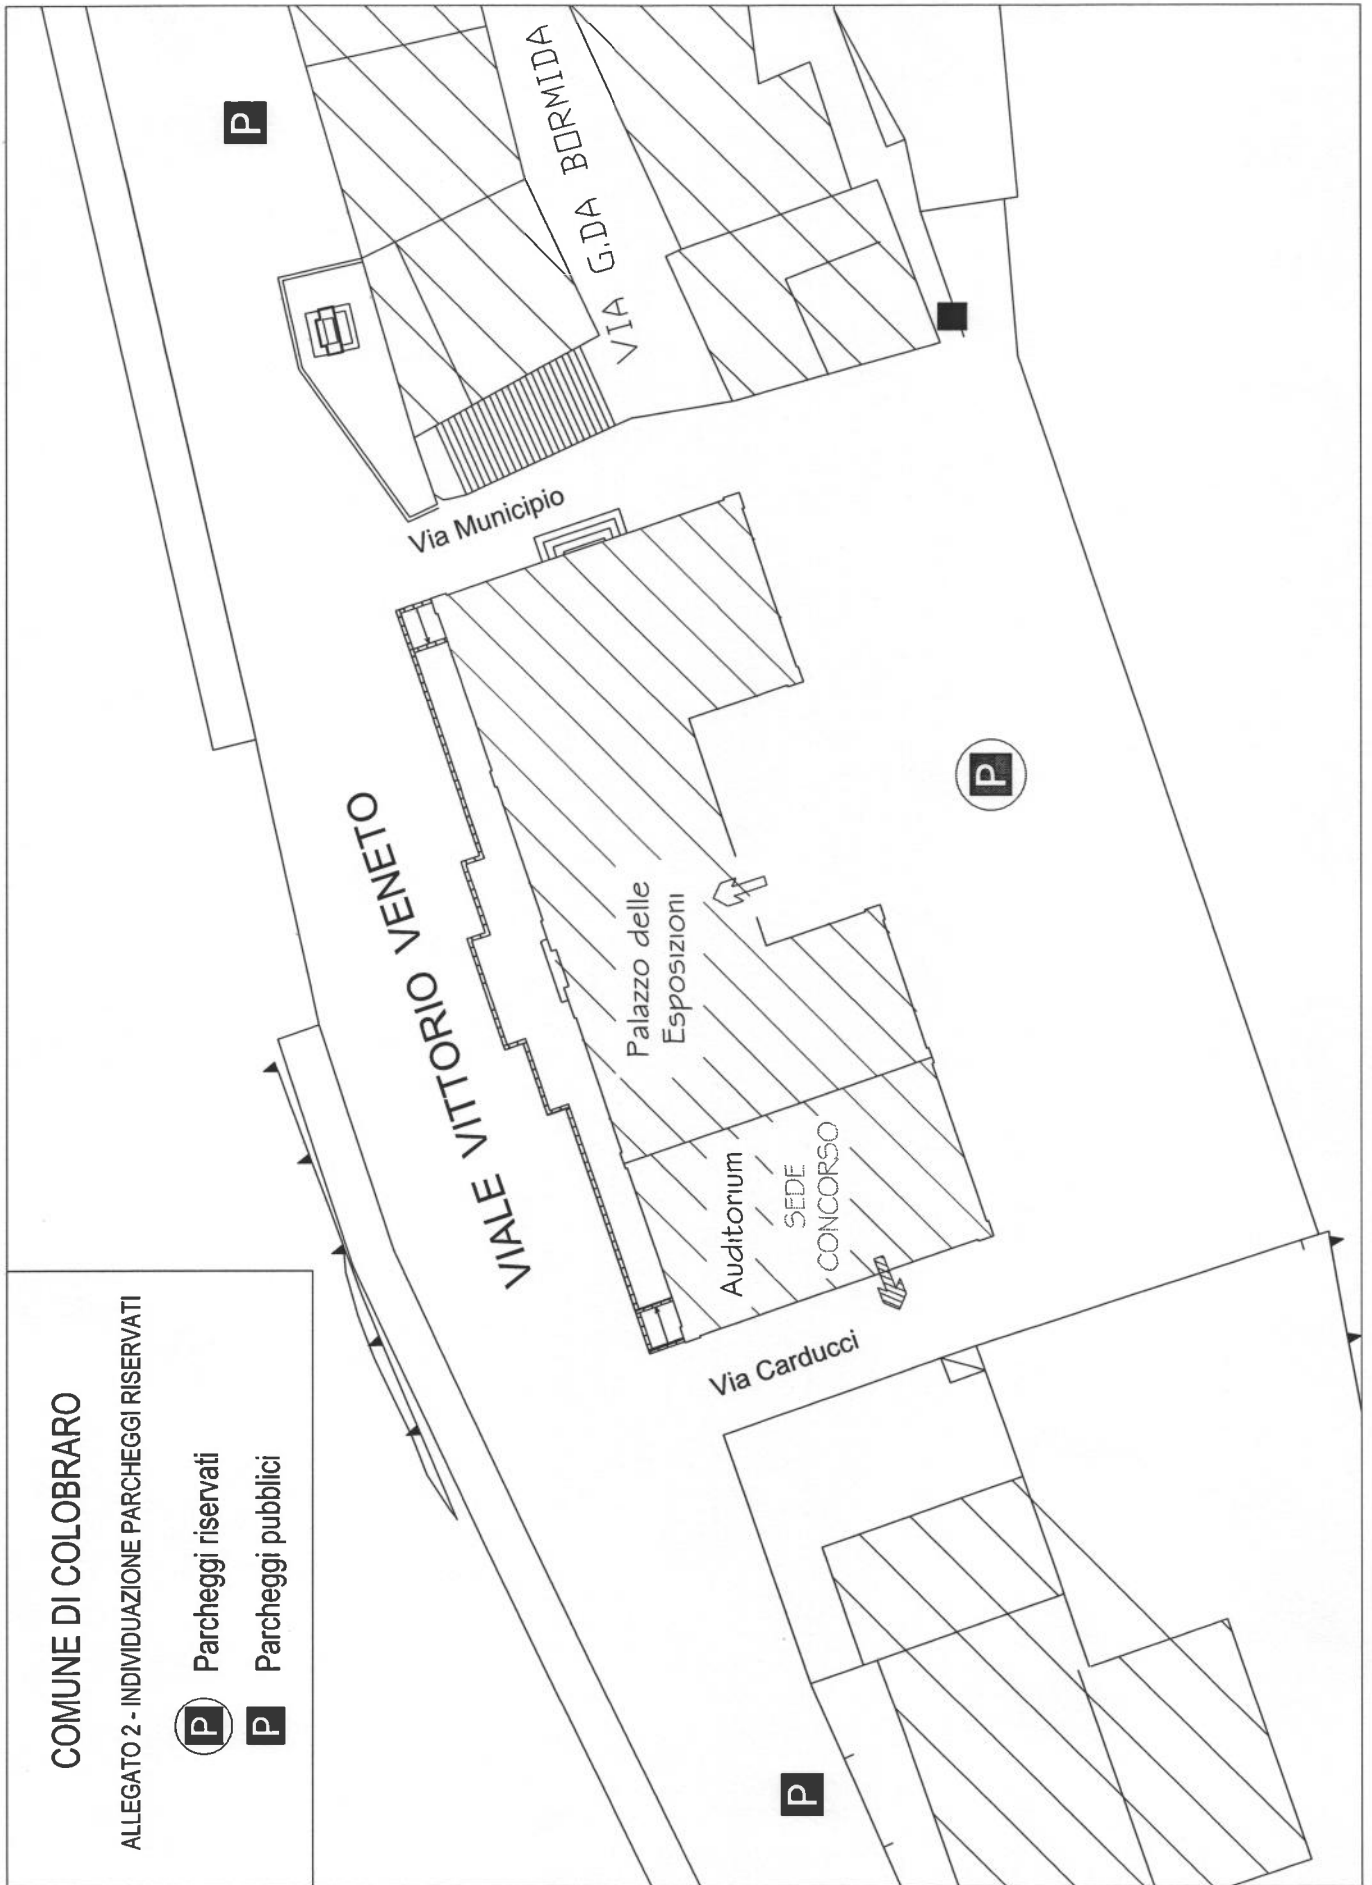 COMUNE DI COLOBRARO
ALLEGATO 2 - INDIVIDUAZIONE PARCHEGGI RISERVATI
P Parcheggi riservati
P Parcheggi pubblici
VIALE VITTORIO VENETO
P
P
Via Carducci
Auditorium
SEDE
CONCORSO
Palazzo delle
Esposizioni
P
Via Municipio
VIA G.DA BORMIDA